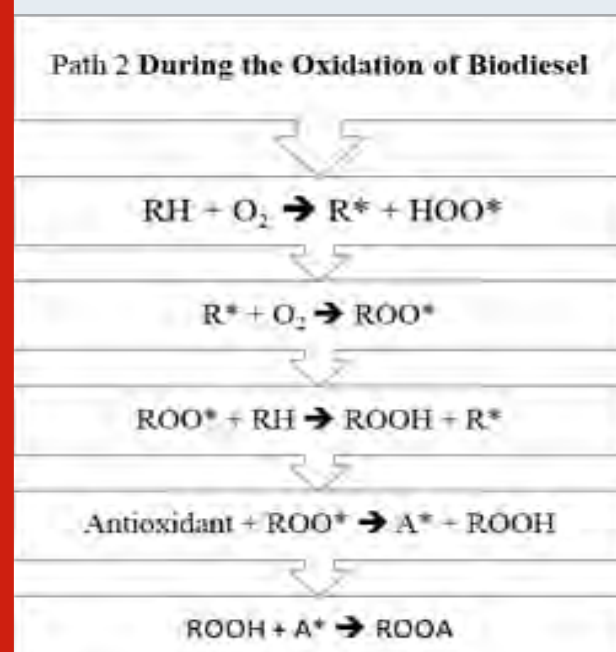 Path 2 During the Oxidation of Biodiesel
RH + O₂ ➔ R* + HOO*
R* + O₂ ➔ ROO*
ROO* + RH ➔ ROOH + R*
Antioxidant + ROO* ➔ A* + ROOH
ROOH + A* ➔ ROOA